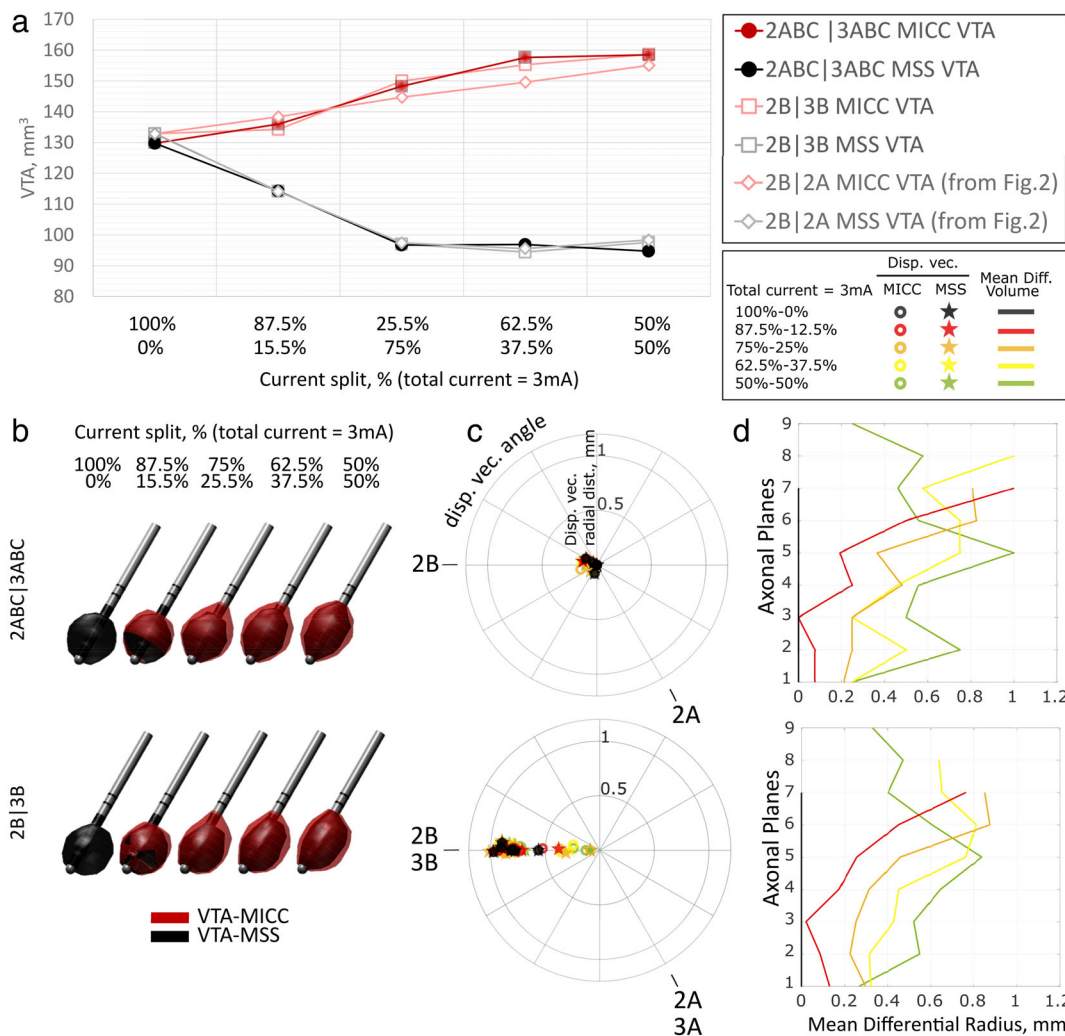 a
170
160
150
140
130
120
110
100
90
80
VTA, mm³
100% 87.5% 25.5% 62.5% 50%
0% 15.5% 75% 37.5% 50%
Current split, % (total current = 3mA)
2ABC |3ABC MICC VTA
2ABC|3ABC MSS VTA
2B|3B MICC VTA
2B|3B MSS VTA
2B|2A MICC VTA (from Fig.2)
2B|2A MSS VTA (from Fig.2)
Disp. vec. Mean Diff.
Total current = 3mA MICC MSS Volume
100%-0%
87.5%-12.5%
75%-25%
62.5%-37.5%
50%-50%
b
Current split, % (total current = 3mA)
100% 87.5% 75% 62.5% 50%
0% 15.5% 25.5% 37.5% 50%
2ABC|3ABC
2B|3B
VTA-MICC
VTA-MSS
c
disp. vec. angle
Disp. vec.
radial dist., mm
1
0.5
2B
2A
1
0.5
2B
3B
2A
3A
d
Axonal Planes
9
8
7
6
5
4
3
2
1
0 0.2 0.4 0.6 0.8 1 1.2
Axonal Planes
9
8
7
6
5
4
3
2
1
0 0.2 0.4 0.6 0.8 1 1.2
Mean Differential Radius, mm